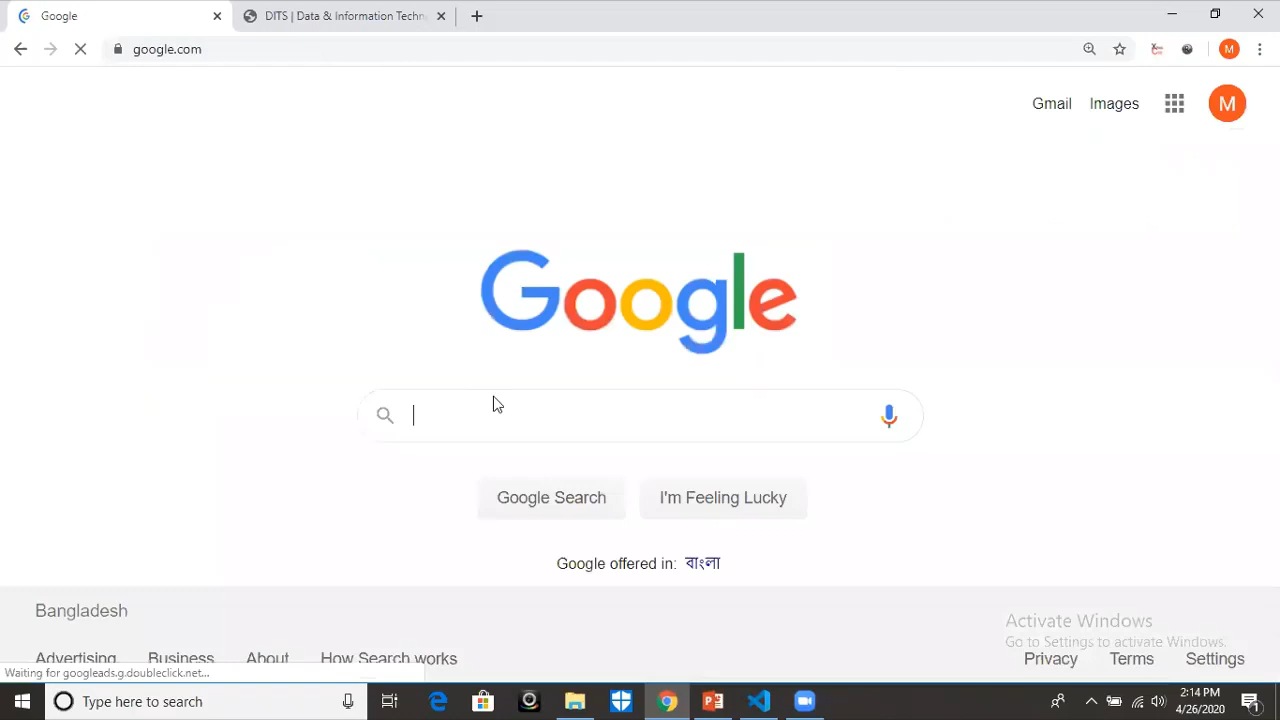 Google
DITS | Data & Information Techn
google.com
M
Gmail
Images
M
Google
Google Search
I'm Feeling Lucky
Google offered in: বাংলা
Bangladesh
Activate Windows
Go to Settings to activate Windows.
Advertising
Business
About
How Search works
Privacy
Terms
Settings
Waiting for googleads.g.doubleclick.net...
Type here to search
2:14 PM
4/26/2020
1